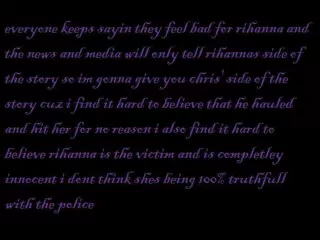 everyone keeps sayin they feel bad for rihanna and
the news and media will only tell rihannas side of
the story so im gonna give you chris' side of the
story cuz i find it hard to believe that he hauled
and hit her for no reason i also find it hard to
believe rihanna is the victim and is completley
innocent i dont think shes being 100% truthfull
with the police